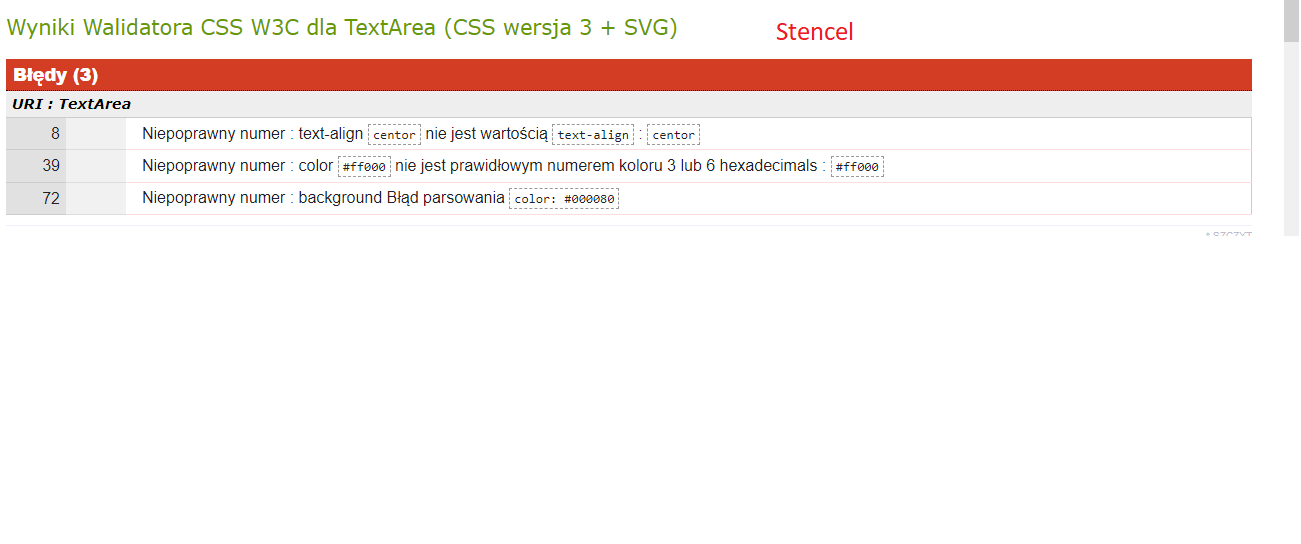 Wyniki Walidatora CSS W3C dla TextArea (CSS wersja 3 + SVG) Stencel
Błędy (3)
URI : TextArea
8 Niepoprawny numer : text-align centor nie jest wartością text-align : centor
39 Niepoprawny numer : color #ff000 nie jest prawidłowym numerem koloru 3 lub 6 hexadecimals : #ff000
72 Niepoprawny numer : background Błąd parsowania color: #000080